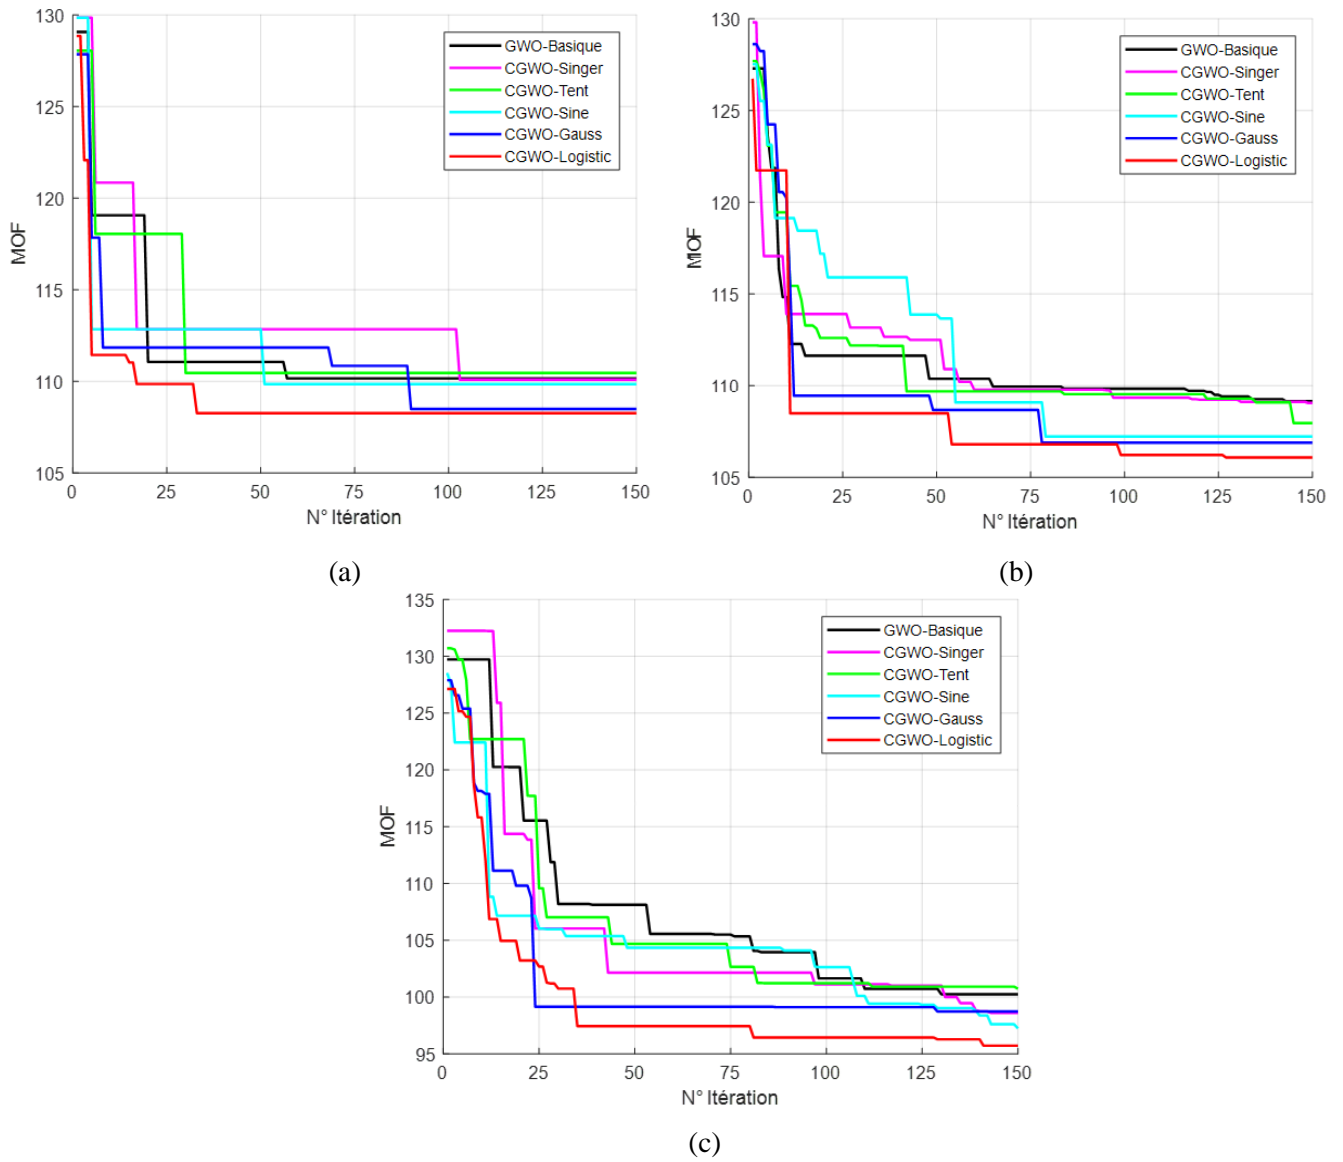 130
125
120
115
110
105
0
25
50
75
100
125
150
MOF
N° Itération
GWO-Basique
CGWO-Singer
CGWO-Tent
CGWO-Sine
CGWO-Gauss
CGWO-Logistic
(a)
130
125
120
115
110
105
0
25
50
75
100
125
150
MOF
N° Itération
GWO-Basique
CGWO-Singer
CGWO-Tent
CGWO-Sine
CGWO-Gauss
CGWO-Logistic
(b)
135
130
125
120
115
110
105
100
95
0
25
50
75
100
125
150
MOF
N° Itération
GWO-Basique
CGWO-Singer
CGWO-Tent
CGWO-Sine
CGWO-Gauss
CGWO-Logistic
(c)